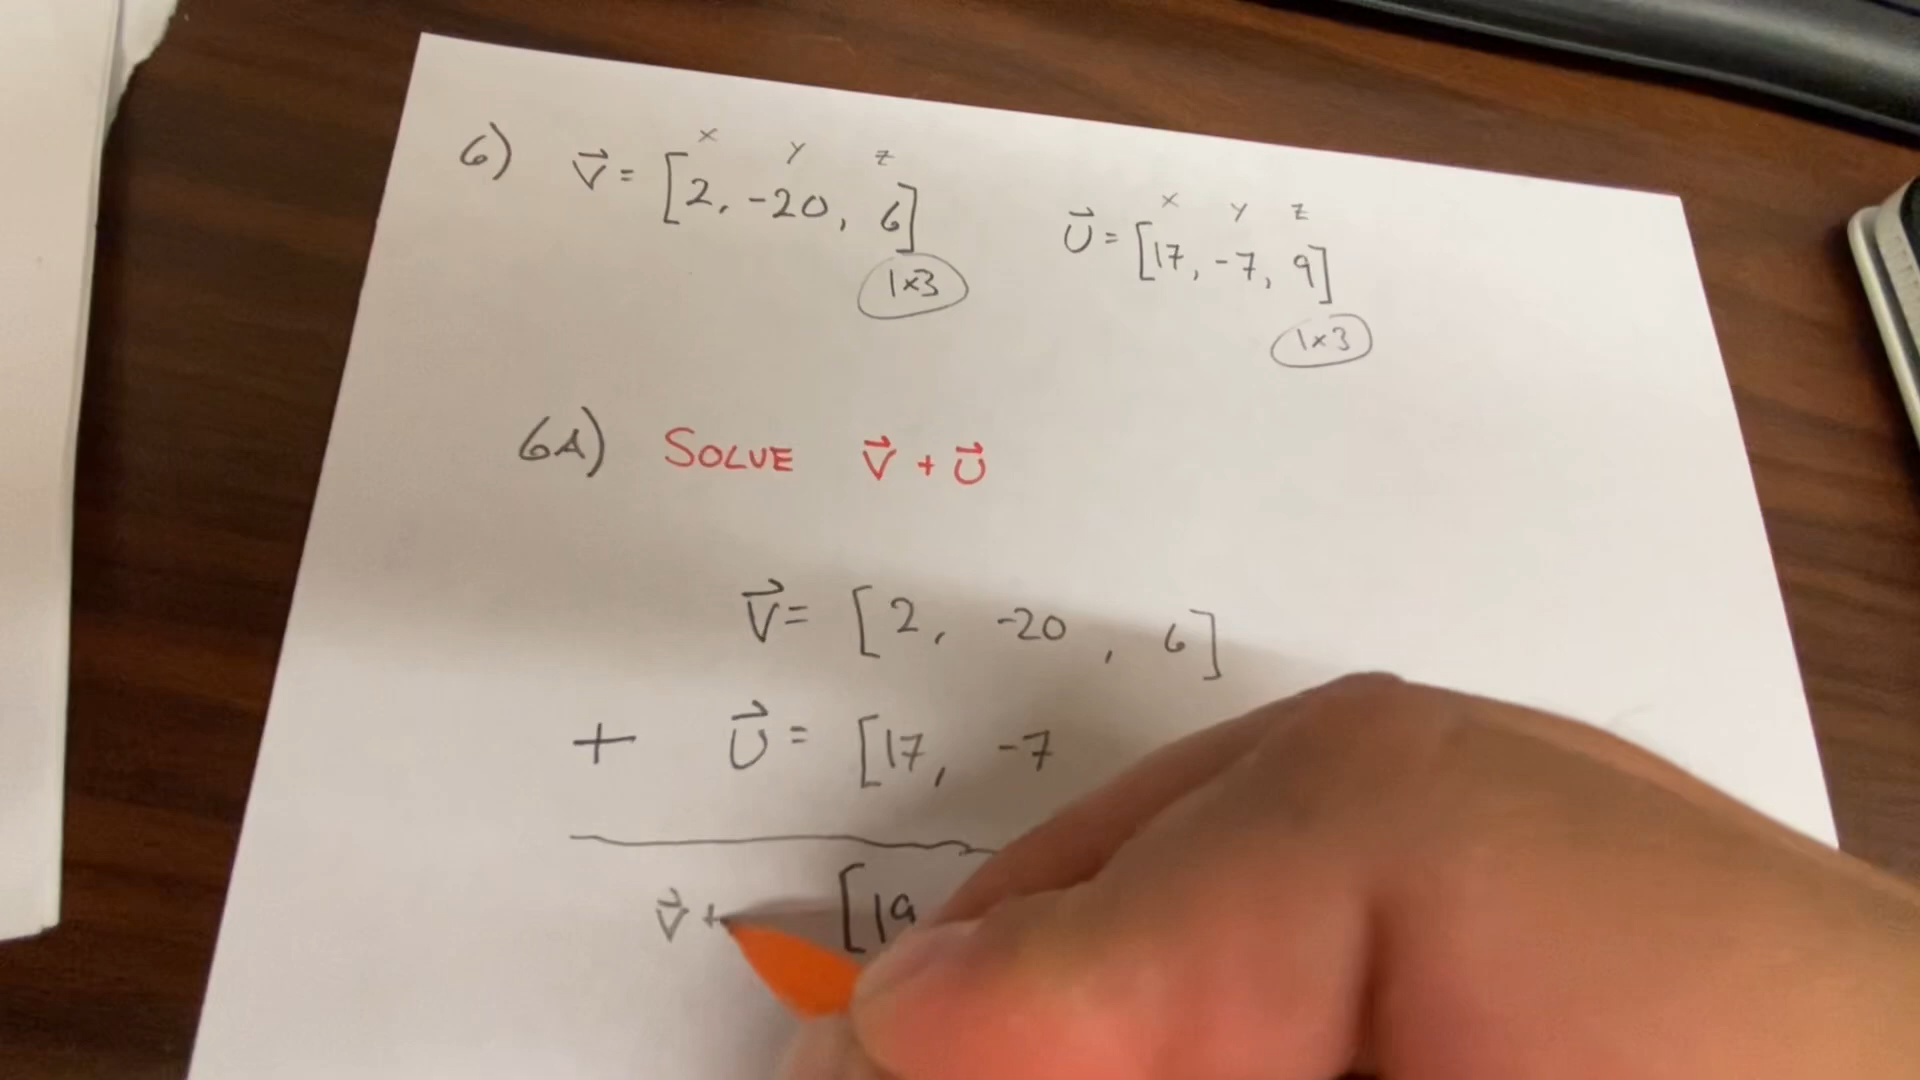 x y z
6) V⃗ = [2, -20, 6]
1x3
x y z
U⃗ = [17, -7, 9]
1x3
6A) SOLVE V⃗ + U⃗
V⃗ = [2, -20, 6]
+ U⃗ = [17, -7
V⃗ + [19